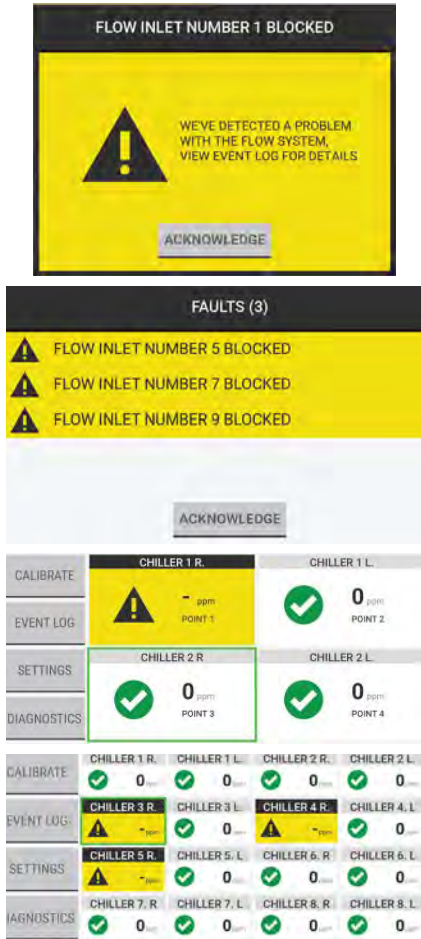 FLOW INLET NUMBER 1 BLOCKED
WE'VE DETECTED A PROBLEM
WITH THE FLOW SYSTEM,
VIEW EVENT LOG FOR DETAILS
ACKNOWLEDGE
FAULTS (3)
FLOW INLET NUMBER 5 BLOCKED
FLOW INLET NUMBER 7 BLOCKED
FLOW INLET NUMBER 9 BLOCKED
ACKNOWLEDGE
CALIBRATE
EVENT LOG
SETTINGS
DIAGNOSTICS
CHILLER 1 R.
- ppm
POINT 1
CHILLER 1 L.
0 ppm
POINT 2
CHILLER 2 R
0 ppm
POINT 3
CHILLER 2 L.
0 ppm
POINT 4
CALIBRATE
EVENT LOG
SETTINGS
IAGNOSTICS
CHILLER 1 R. CHILLER 1 L. CHILLER 2 R. CHILLER 2 L.
0 0 0 0
CHILLER 3 R. CHILLER 3 L. CHILLER 4 R. CHILLER 4. L
- ppm 0 - ppm 0
CHILLER 5 R. CHILLER 5. L CHILLER 6. R CHILLER 6. L
- ppm 0 0 0
CHILLER 7. R CHILLER 7. L CHILLER 8. R CHILLER 8. L
0 0 0 0